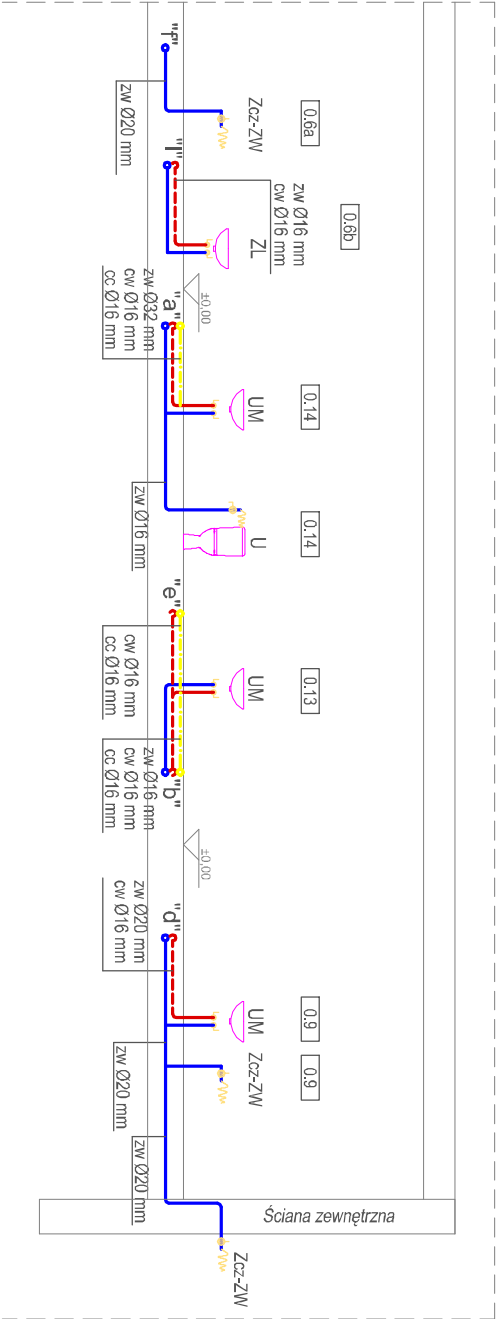 0.6a
0.6b
0.14
0.14
0.13
0.9
0.9
Zcz-ZW
ZL
UM
U
UM
UM
Zcz-ZW
Zcz-ZW
±0,00
±0,00
"f"
"l"
"a"
"e"
"b"
"d"
zw Ø20 mm
zw Ø16 mm
cw Ø16 mm
zw Ø32 mm
cw Ø16 mm
cc Ø16 mm
zw Ø16 mm
cw Ø16 mm
cc Ø16 mm
zw Ø16 mm
cw Ø16 mm
cc Ø16 mm
zw Ø20 mm
cw Ø16 mm
zw Ø20 mm
zw Ø20 mm
Ściana zewnętrzna